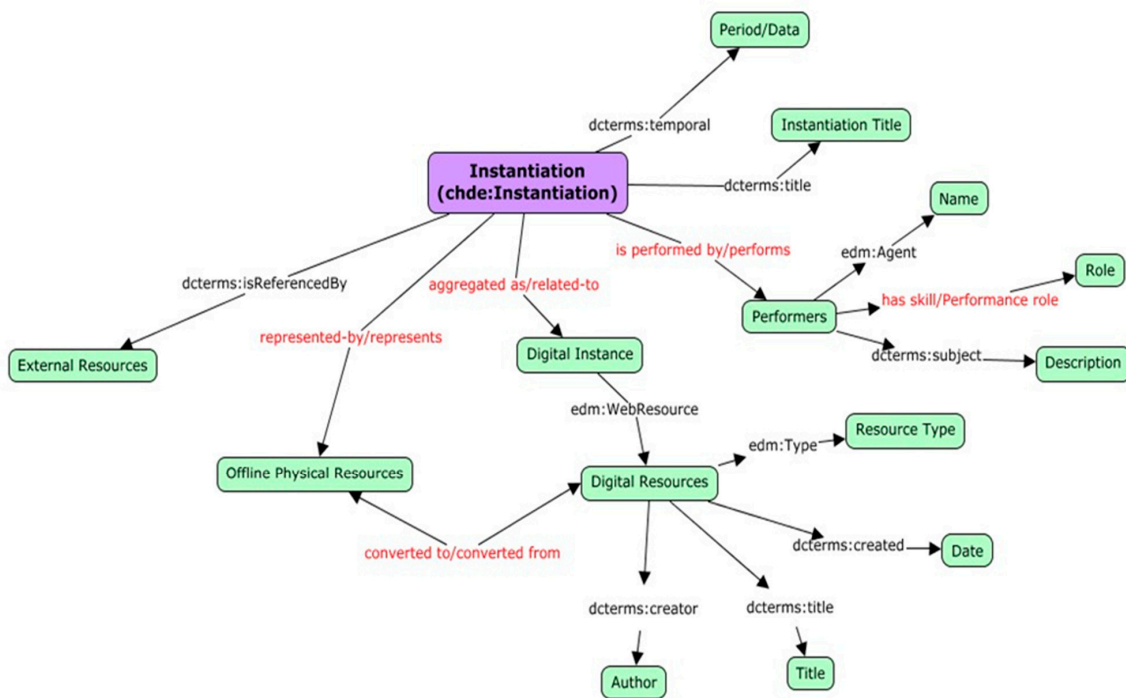 Period/Data
dcterms:temporal
Instantiation Title
Instantiation
(chde:Instantiation)
dcterms:title
Name
is performed by/performs
edm:Agent
Role
dcterms:isReferencedBy
aggregated as/related-to
has skill/Performance role
Performers
represented-by/represents
External Resources
Digital Instance
dcterms:subject
Description
edm:WebResource
Resource Type
edm:Type
Offline Physical Resources
Digital Resources
converted to/converted from
dcterms:created
Date
dcterms:creator
dcterms:title
Author
Title